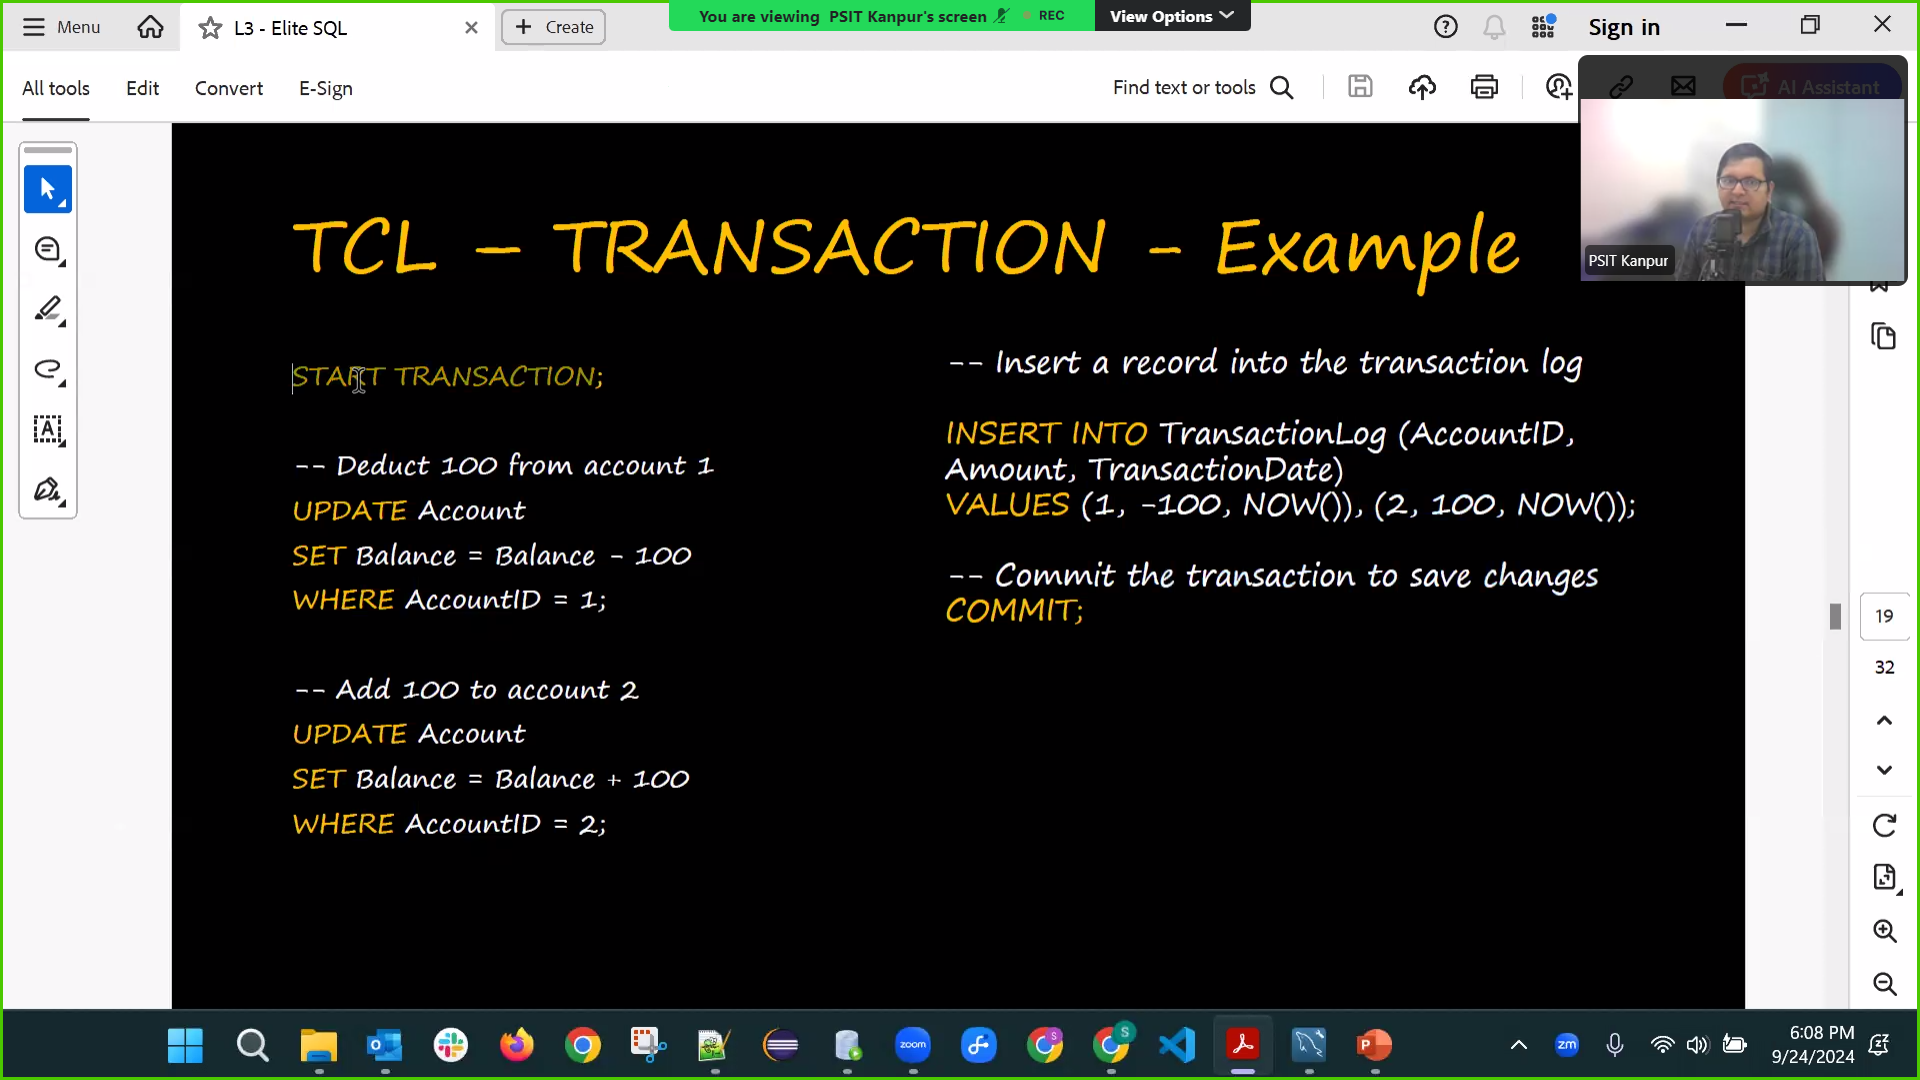 Menu
L3 - Elite SQL
Create
You are viewing PSIT Kanpur's screen
REC
View Options
Sign in
All tools
Edit
Convert
E-Sign
Find text or tools
AI Assistant
PSIT Kanpur
TCL – TRANSACTION - Example
START TRANSACTION;
-- Deduct 100 from account 1
UPDATE Account
SET Balance = Balance - 100
WHERE AccountID = 1;
-- Add 100 to account 2
UPDATE Account
SET Balance = Balance + 100
WHERE AccountID = 2;
-- Insert a record into the transaction log
INSERT INTO TransactionLog (AccountID,
Amount, TransactionDate)
VALUES (1, -100, NOW()), (2, 100, NOW());
-- Commit the transaction to save changes
COMMIT;
19
32
zoom
S
S
P
zm
6:08 PM
9/24/2024